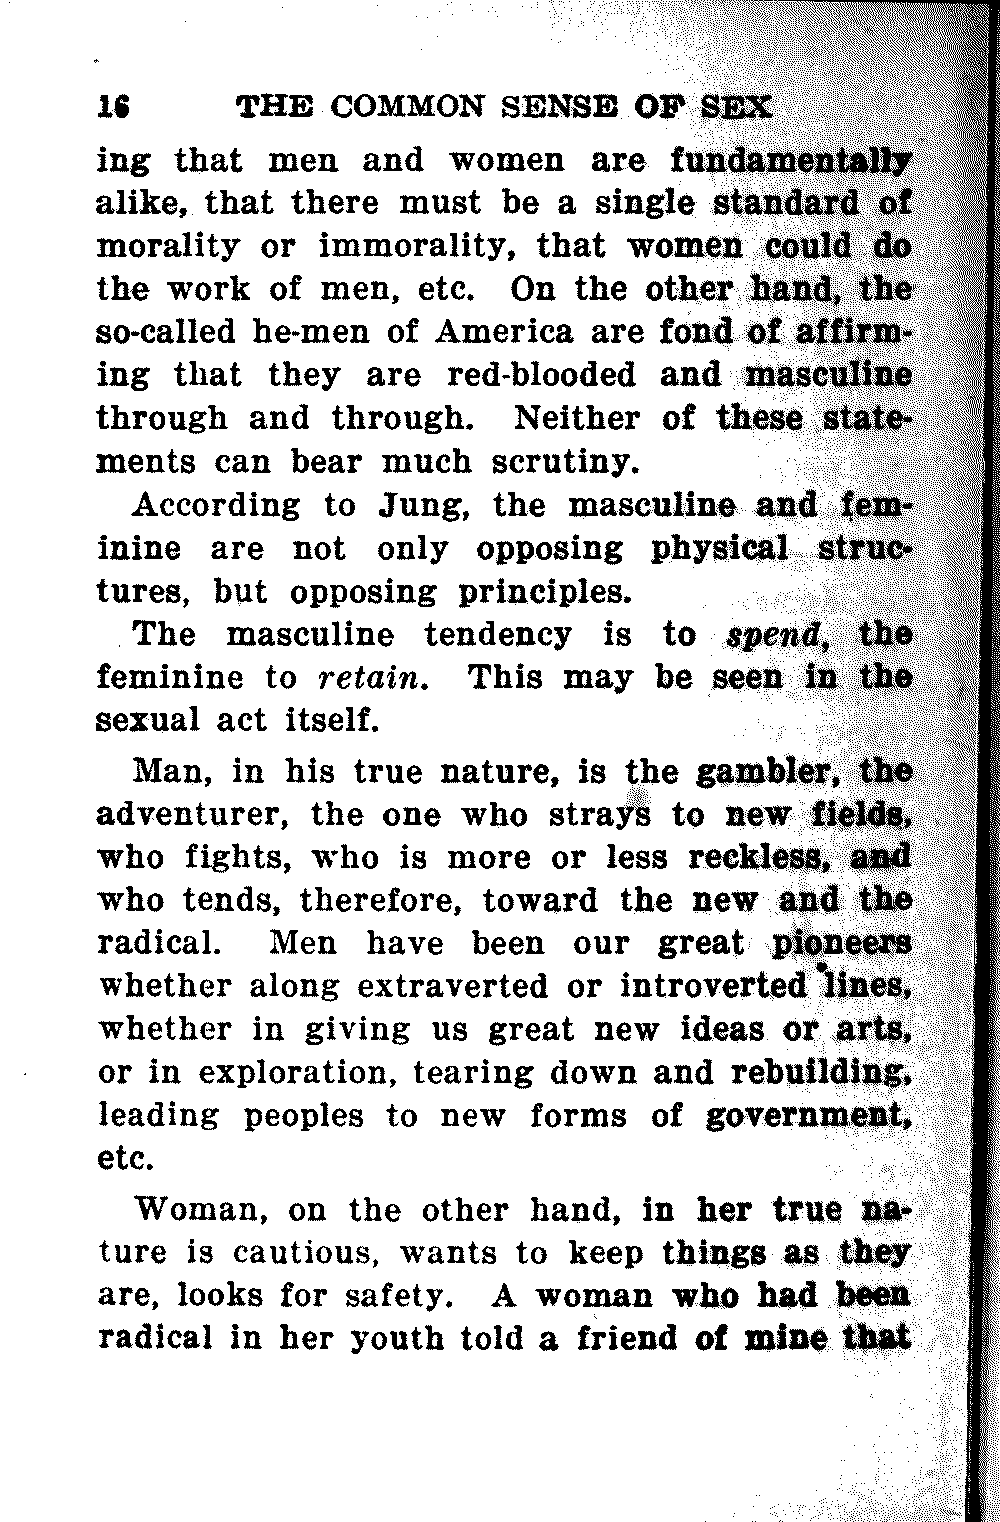 16 THE COMMON SENSE OF SEX
ing that men and women are fundamentally
alike, that there must be a single standard of
morality or immorality, that women could do
the work of men, etc. On the other hand, the
so-called he-men of America are fond of affirm-
ing that they are red-blooded and masculine
through and through. Neither of these state-
ments can bear much scrutiny.
According to Jung, the masculine and fem-
inine are not only opposing physical struc-
tures, but opposing principles.
The masculine tendency is to spend, the
feminine to retain. This may be seen in the
sexual act itself.
Man, in his true nature, is the gambler, the
adventurer, the one who strays to new fields,
who fights, who is more or less reckless, and
who tends, therefore, toward the new and the
radical. Men have been our great pioneers
whether along extraverted or introverted lines,
whether in giving us great new ideas or arts,
or in exploration, tearing down and rebuilding,
leading peoples to new forms of government,
etc.
Woman, on the other hand, in her true na-
ture is cautious, wants to keep things as they
are, looks for safety. A woman who had been
radical in her youth told a friend of mine that